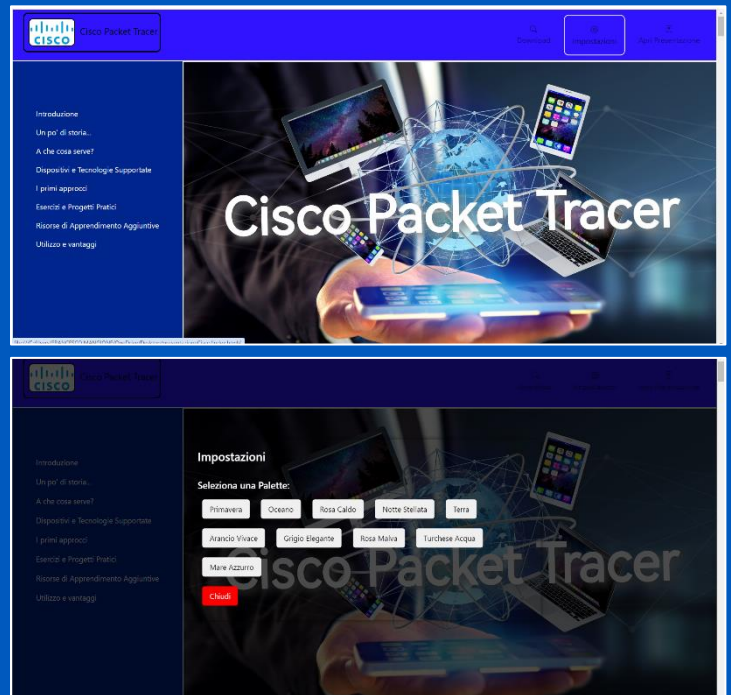 CISCO
Cisco Packet Tracer
Download
Impostazioni
Apri Presentazione
Introduzione
Un po' di storia...
A che cosa serve?
Dispositivi e Tecnologie Supportate
I primi approcci
Esercizi e Progetti Pratici
Risorse di Apprendimento Aggiuntive
Utilizzo e vantaggi
Cisco Packet Tracer
CISCO
Cisco Packet Tracer
Introduzione
Un po' di storia...
A che cosa serve?
Dispositivi e Tecnologie Supportate
I primi approcci
Esercizi e Progetti Pratici
Risorse di Apprendimento Aggiuntive
Utilizzo e vantaggi
Impostazioni
Seleziona una Palette:
Primavera
Oceano
Rosa Caldo
Notte Stellata
Terra
Arancio Vivace
Grigio Elegante
Rosa Malva
Turchese Acqua
Mare Azzurro
Chiudi
Cisco Packet Tracer